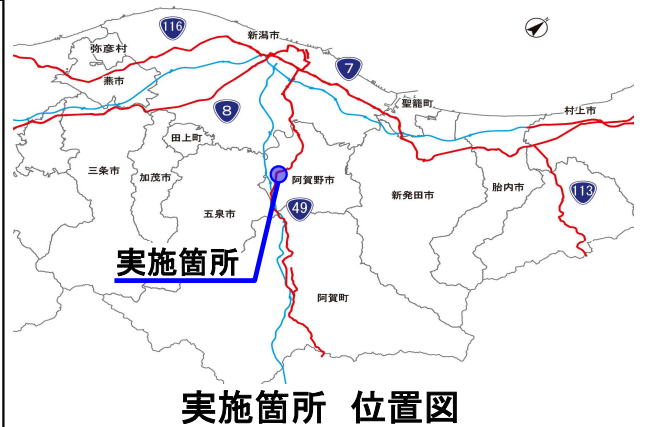 116
新潟市
弥彦村
7
燕市
8
聖籠町
村上市
田上町
三条市
加茂市
阿賀野市
新発田市
胎内市
113
五泉市
49
実施箇所
阿賀町
実施箇所 位置図